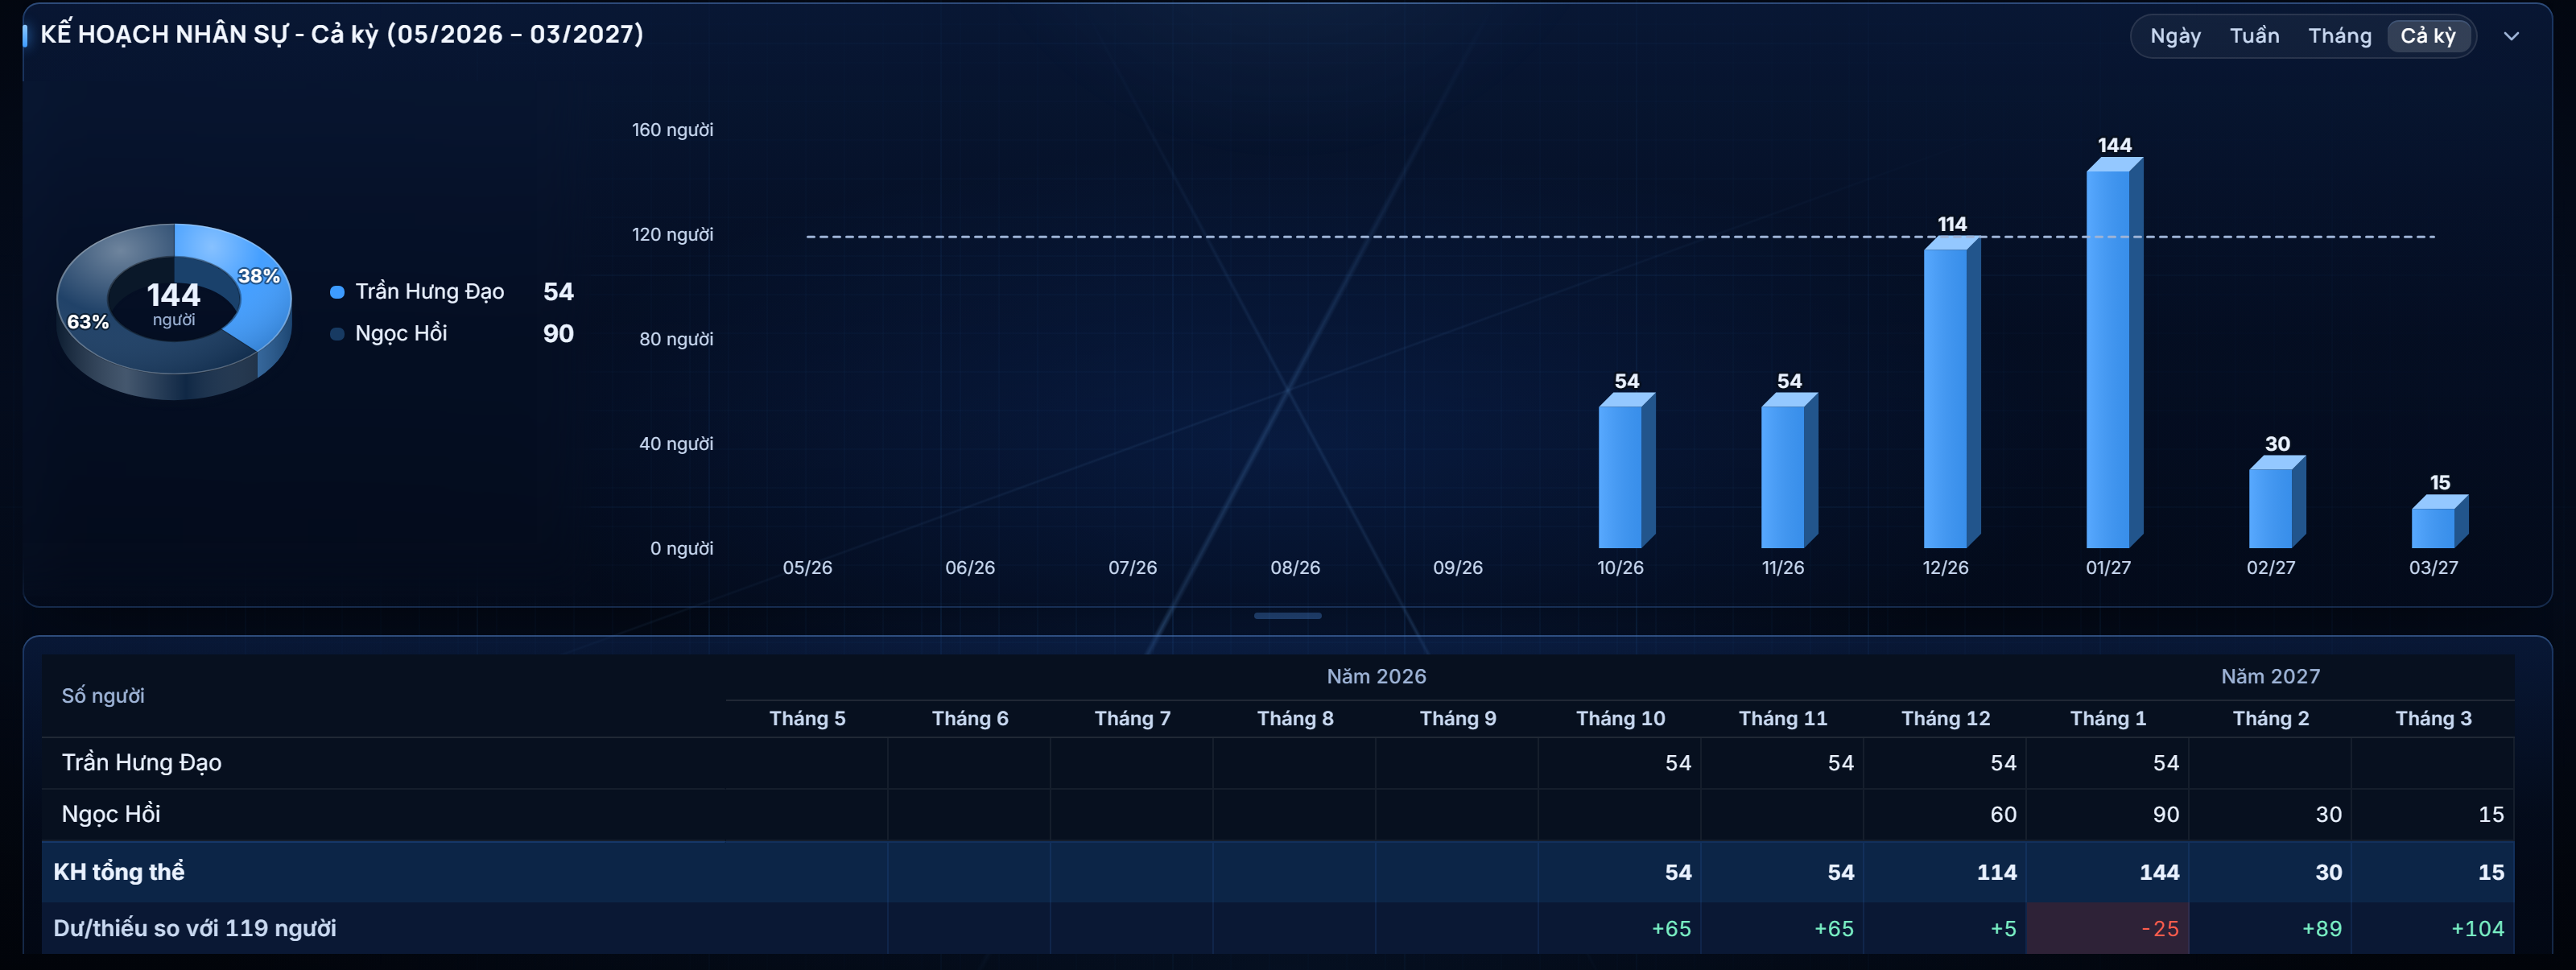 KẾ HOẠCH NHÂN SỰ - Cả kỳ (05/2026 – 03/2027)
Ngày Tuần Tháng Cả kỳ
38%
63%
144
người
Trần Hưng Đạo 54
Ngọc Hồi 90
160 người
120 người
80 người
40 người
0 người
54 54 114 144 30 15
05/26 06/26 07/26 08/26 09/26 10/26 11/26 12/26 01/27 02/27 03/27
Số người
Năm 2026 Năm 2027
Tháng 5 Tháng 6 Tháng 7 Tháng 8 Tháng 9 Tháng 10 Tháng 11 Tháng 12 Tháng 1 Tháng 2 Tháng 3
Trần Hưng Đạo 54 54 54 54
Ngọc Hồi 60 90 30 15
KH tổng thể 54 54 114 144 30 15
Dư/thiếu so với 119 người +65 +65 +5 -25 +89 +104